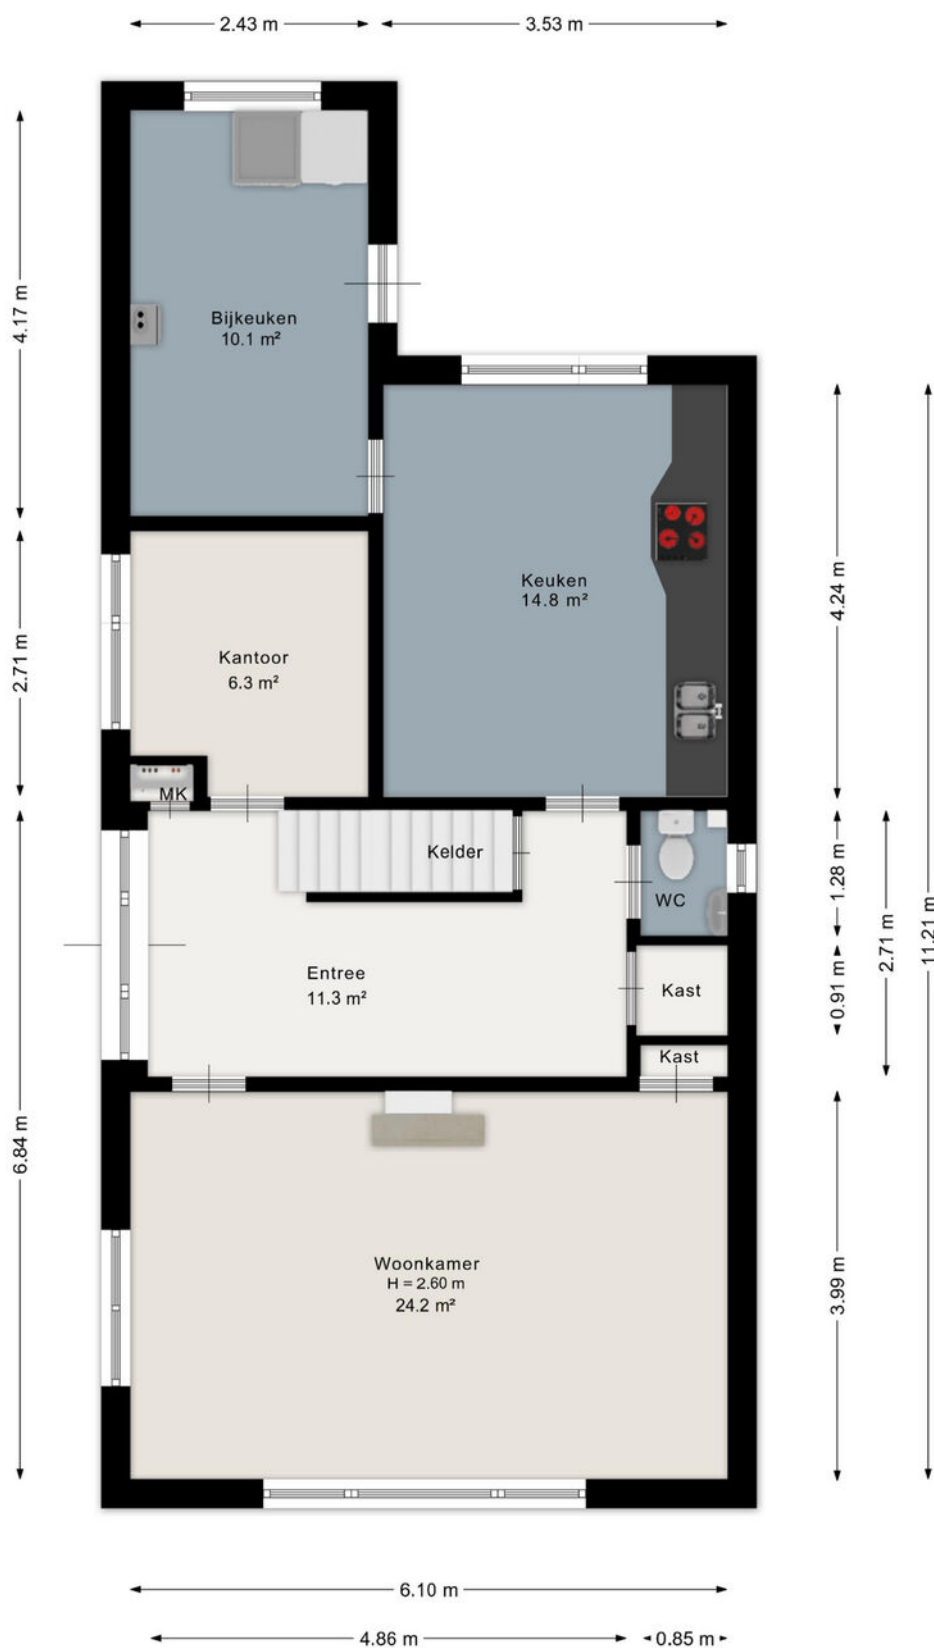 2.43 m
3.53 m
4.17 m
Bijkeuken
10.1 m²
Keuken
14.8 m²
4.24 m
11.21 m
2.71 m
Kantoor
6.3 m²
MK
Kelder
WC
1.28 m
2.71 m
0.91 m
Entree
11.3 m²
Kast
Kast
6.84 m
Woonkamer
H = 2.60 m
24.2 m²
3.99 m
6.10 m
4.86 m
0.85 m